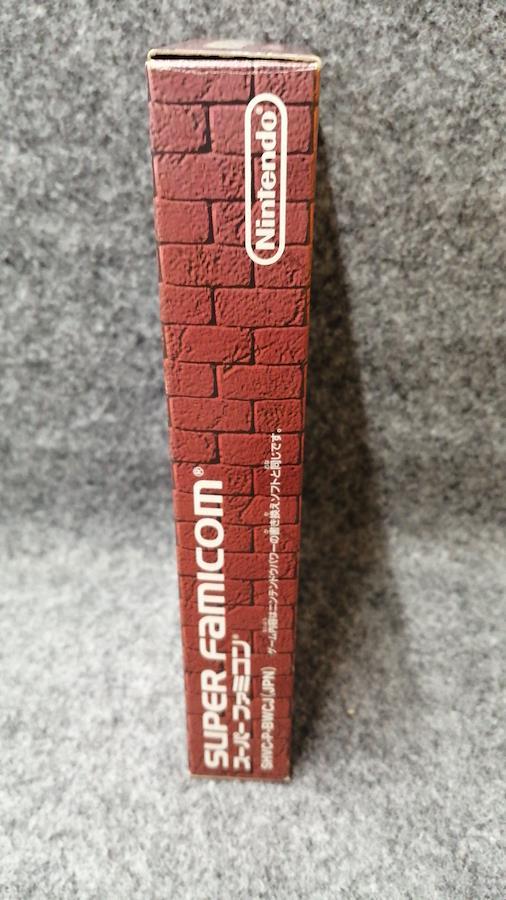 SUPER FAMICOM®
スーパーファミコン®
SHVC-P-BWCJ(JPN)
ゲーム内容はニンテンドウパワーの書き換えソフトと同じです。
Nintendo®